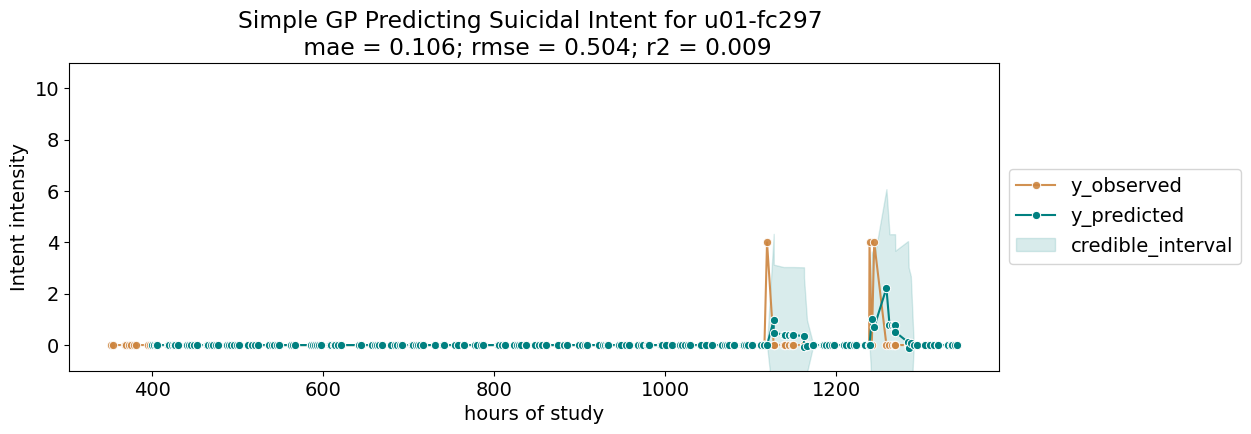 Simple GP Predicting Suicidal Intent for u01-fc297
mae = 0.106; rmse = 0.504; r2 = 0.009
Intent intensity
10
8
6
4
2
0
400
600
800
1000
1200
hours of study
y_observed
y_predicted
credible_interval